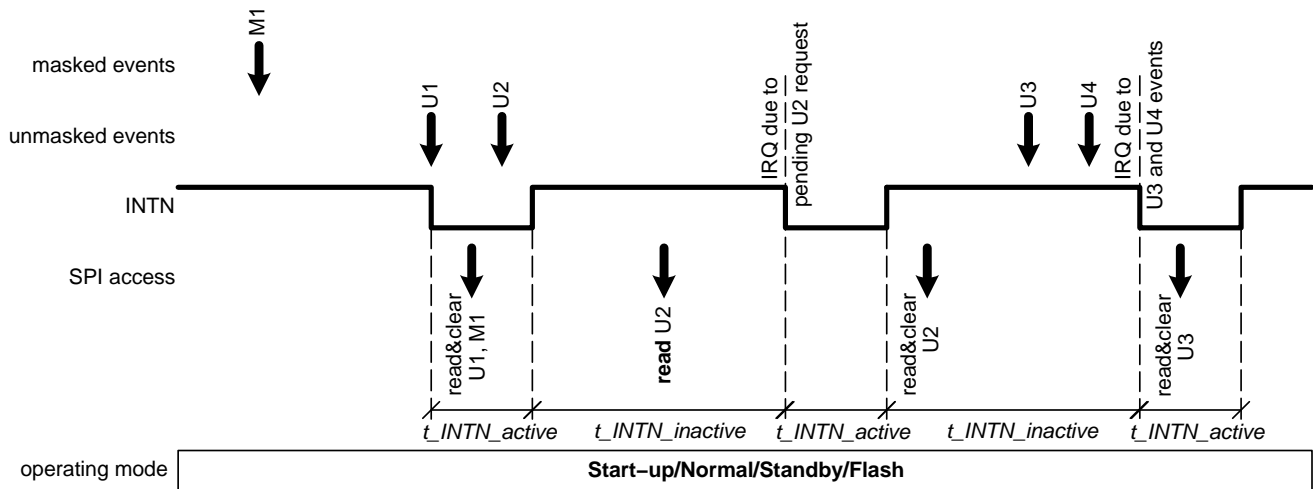 M1
masked events
U1
U2
IRQ due to
pending U2 request
U3
U4
IRQ due to
U3 and U4 events
unmasked events
INTN
SPI access
read&clear
U1, M1
read U2
read&clear
U2
read&clear
U3
t_INTN_active
t_INTN_inactive
t_INTN_active
t_INTN_inactive
t_INTN_active
operating mode
Start−up/Normal/Standby/Flash